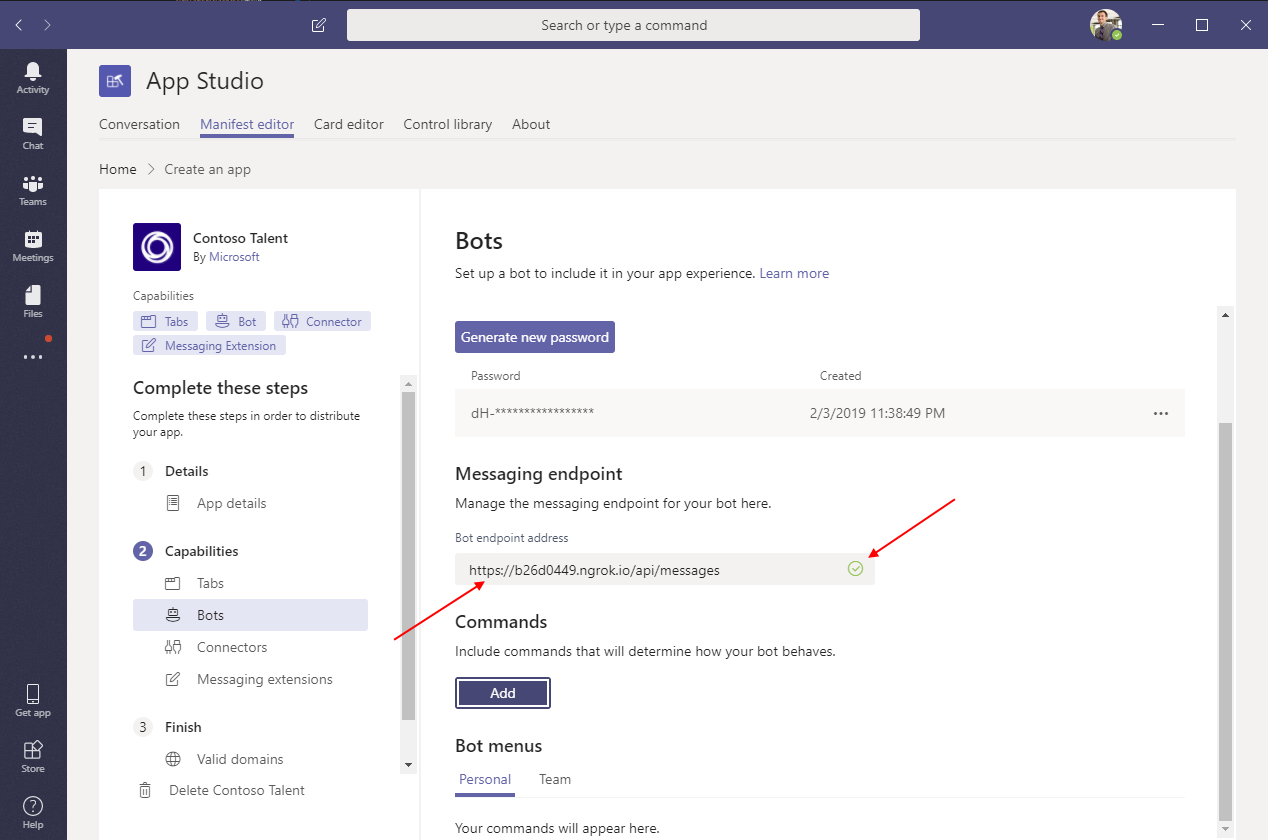 Search or type a command
Activity
Chat
Teams
Meetings
Files
Get app
Store
Help
App Studio
Conversation Manifest editor Card editor Control library About
Home > Create an app
Contoso Talent
By Microsoft
Capabilities
Tabs Bot Connector
Messaging Extension
Complete these steps
Complete these steps in order to distribute
your app.
1 Details
App details
2 Capabilities
Tabs
Bots
Connectors
Messaging extensions
3 Finish
Valid domains
Delete Contoso Talent
Bots
Set up a bot to include it in your app experience. Learn more
Generate new password
Password Created
dH-***************** 2/3/2019 11:38:49 PM
Messaging endpoint
Manage the messaging endpoint for your bot here.
Bot endpoint address
https://b26d0449.ngrok.io/api/messages
Commands
Include commands that will determine how your bot behaves.
Add
Bot menus
Personal Team
Your commands will appear here.